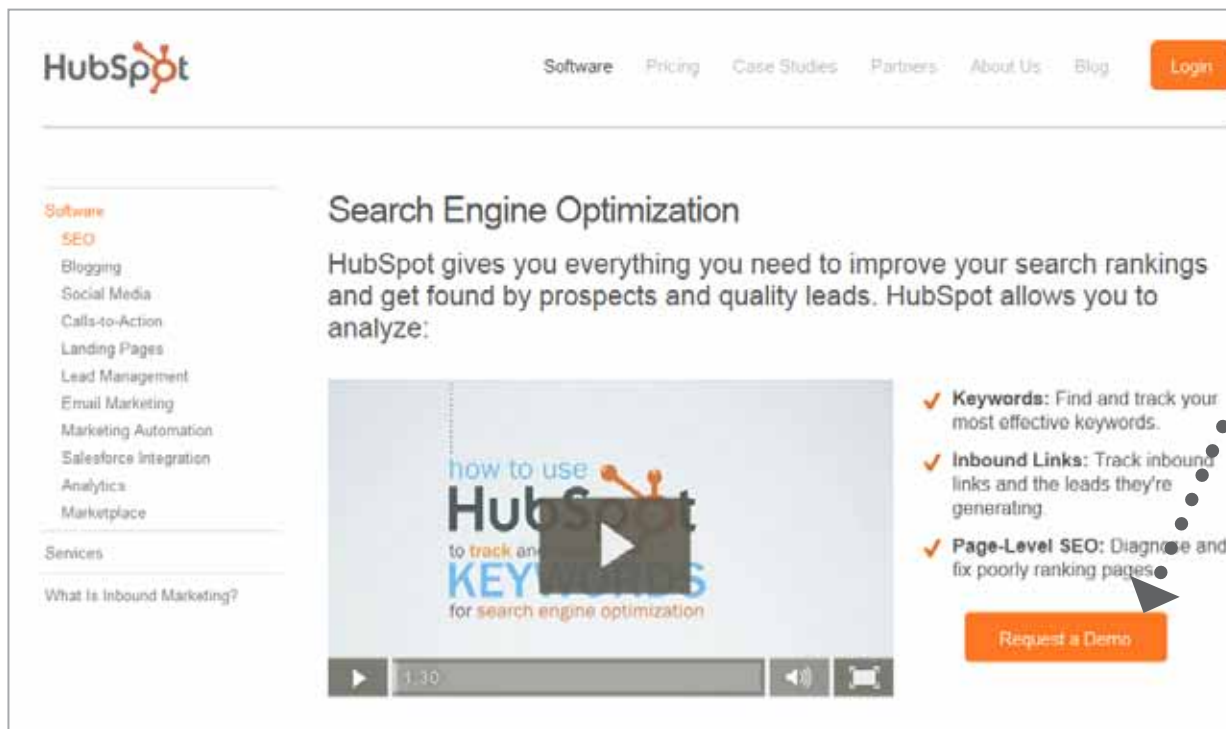 HubSpot
Software Pricing Case Studies Partners About Us Blog Login
Software
SEO
Blogging
Social Media
Calls-to-Action
Landing Pages
Lead Management
Email Marketing
Marketing Automation
Salesforce Integration
Analytics
Marketplace
Services
What Is Inbound Marketing?
Search Engine Optimization
HubSpot gives you everything you need to improve your search rankings
and get found by prospects and quality leads. HubSpot allows you to
analyze:
how to use
HubSpot
to track and
KEYWORDS
for search engine optimization
1:30
Keywords: Find and track your
most effective keywords.
Inbound Links: Track inbound
links and the leads they're
generating.
Page-Level SEO: Diagnose and
fix poorly ranking pages.
Request a Demo